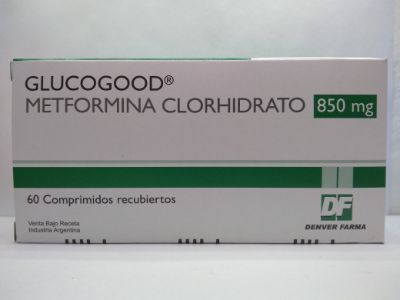 GLUCOGOOD®
METFORMINA CLORHIDRATO 850 mg
60 Comprimidos recubiertos
Venta Bajo Receta
Industria Argentina
DF
DENVER FARMA